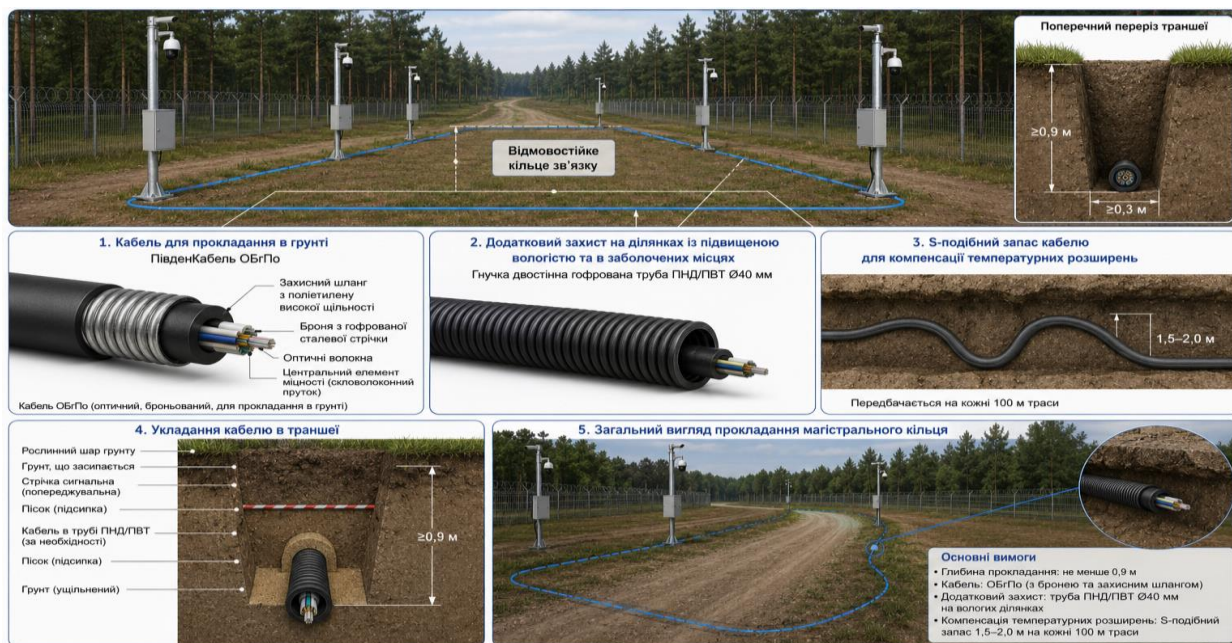 Поперечний переріз траншеї
≥0,9 м
≥0,3 м
Відмовостійке
кільце зв'язку
1. Кабель для прокладання в ґрунті
ПівденКабель ОБгПо
Захисний шланг
з поліетилену
високої щільності
Броня з гофрованої
сталевої стрічки
Оптичні волокна
Центральний елемент
міцності (скловолоконний
пруток)
Кабель ОБгПо (оптичний, броньований, для прокладання в ґрунті)
2. Додатковий захист на ділянках із підвищеною
вологістю та в заболочених місцях
Гнучка двостінна гофрована труба ПНД/ПВТ Ø40 мм
3. S-подібний запас кабелю
для компенсації температурних розширень
1,5–2,0 м
Передбачається на кожні 100 м траси
4. Укладання кабелю в траншеї
Рослинний шар ґрунту
Ґрунт, що засипається
Стрічка сигнальна
(попереджувальна)
Пісок (підсипка)
Кабель в трубі ПНД/ПВТ
(за необхідності)
Пісок (підсипка)
Ґрунт (ущільнений)
≥0,9 м
5. Загальний вигляд прокладання магістрального кільця
Основні вимоги
• Глибина прокладання: не менше 0,9 м
• Кабель: ОБгПо (з бронею та захисним шлангом)
• Додатковий захист: труба ПНД/ПВТ Ø40 мм
на вологих ділянках
• Компенсація температурних розширень: S-подібний
запас 1,5–2,0 м на кожні 100 м траси